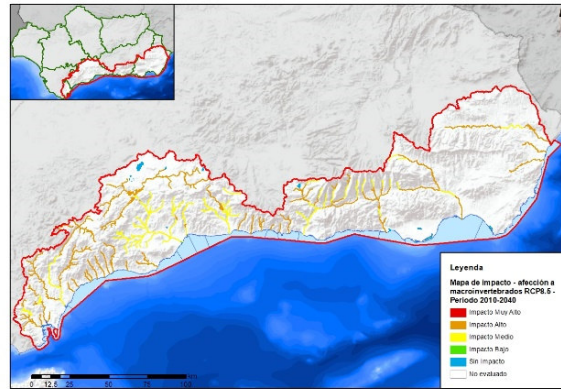 Leyenda
Mapa de Impacto - afección a
macroinvertebrados RCP8.5 -
Periodo 2010-2040
Impacto Muy Alto
Impacto Alto
Impacto Medio
Impacto Bajo
Sin Impacto
No evaluado
0 12.5 25 50 75 100